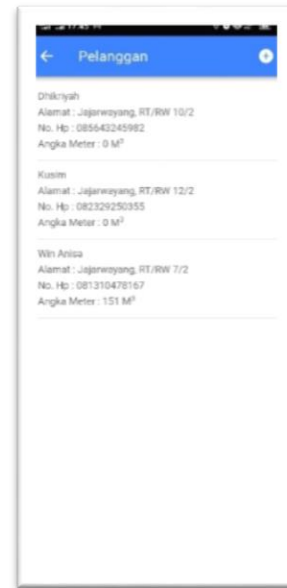 Pelanggan
Dhikriyah
Alamat : Jajarwayang, RT/RW 10/2
No. Hp : 085643245982
Angka Meter : 0 M³
Kusim
Alamat : Jajarwayang, RT/RW 12/2
No. Hp : 082329250355
Angka Meter : 0 M³
Win Anisa
Alamat : Jajarwayang, RT/RW 7/2
No. Hp : 081310478167
Angka Meter : 151 M³